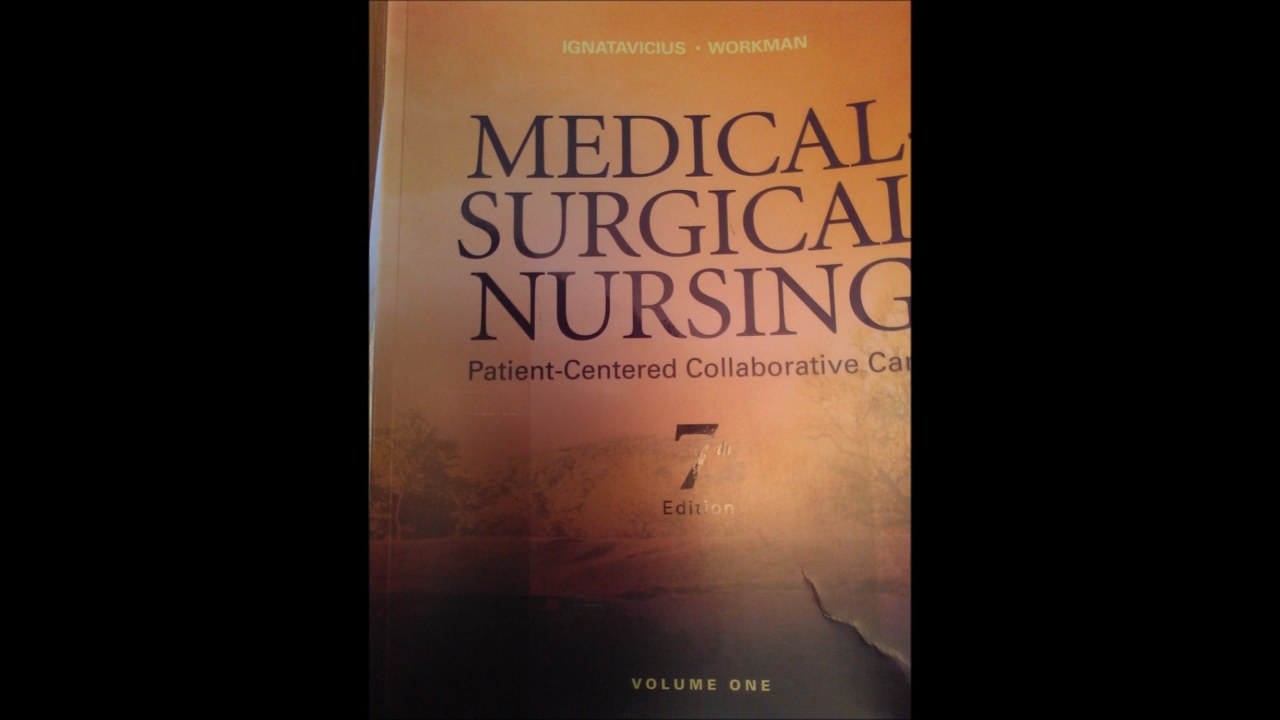 IGNATAVICIUS • WORKMAN
MEDICAL-
SURGICAL
NURSING
Patient-Centered Collaborative Car
7th
Edition
VOLUME ONE